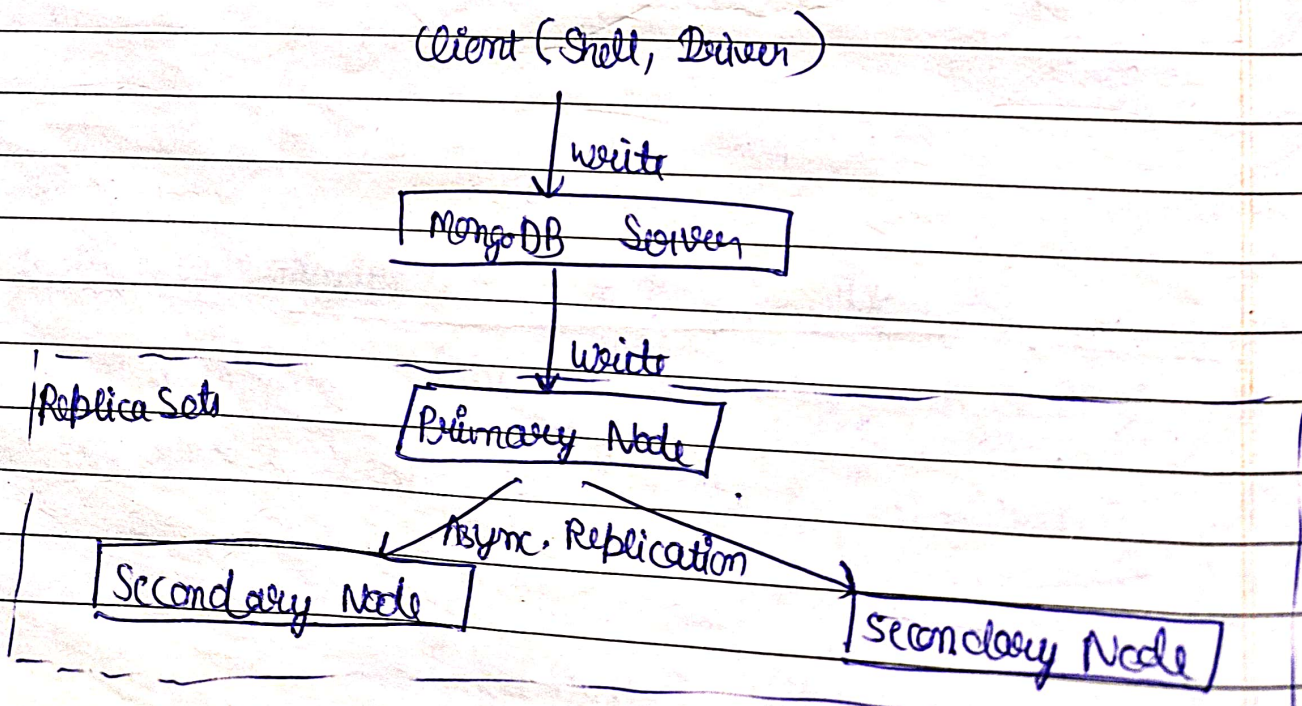 Client (Shell, Driver)
write
MongoDB Server
write
Replica Sets
Primary Node
Async. Replication
Secondary Node
Secondary Node